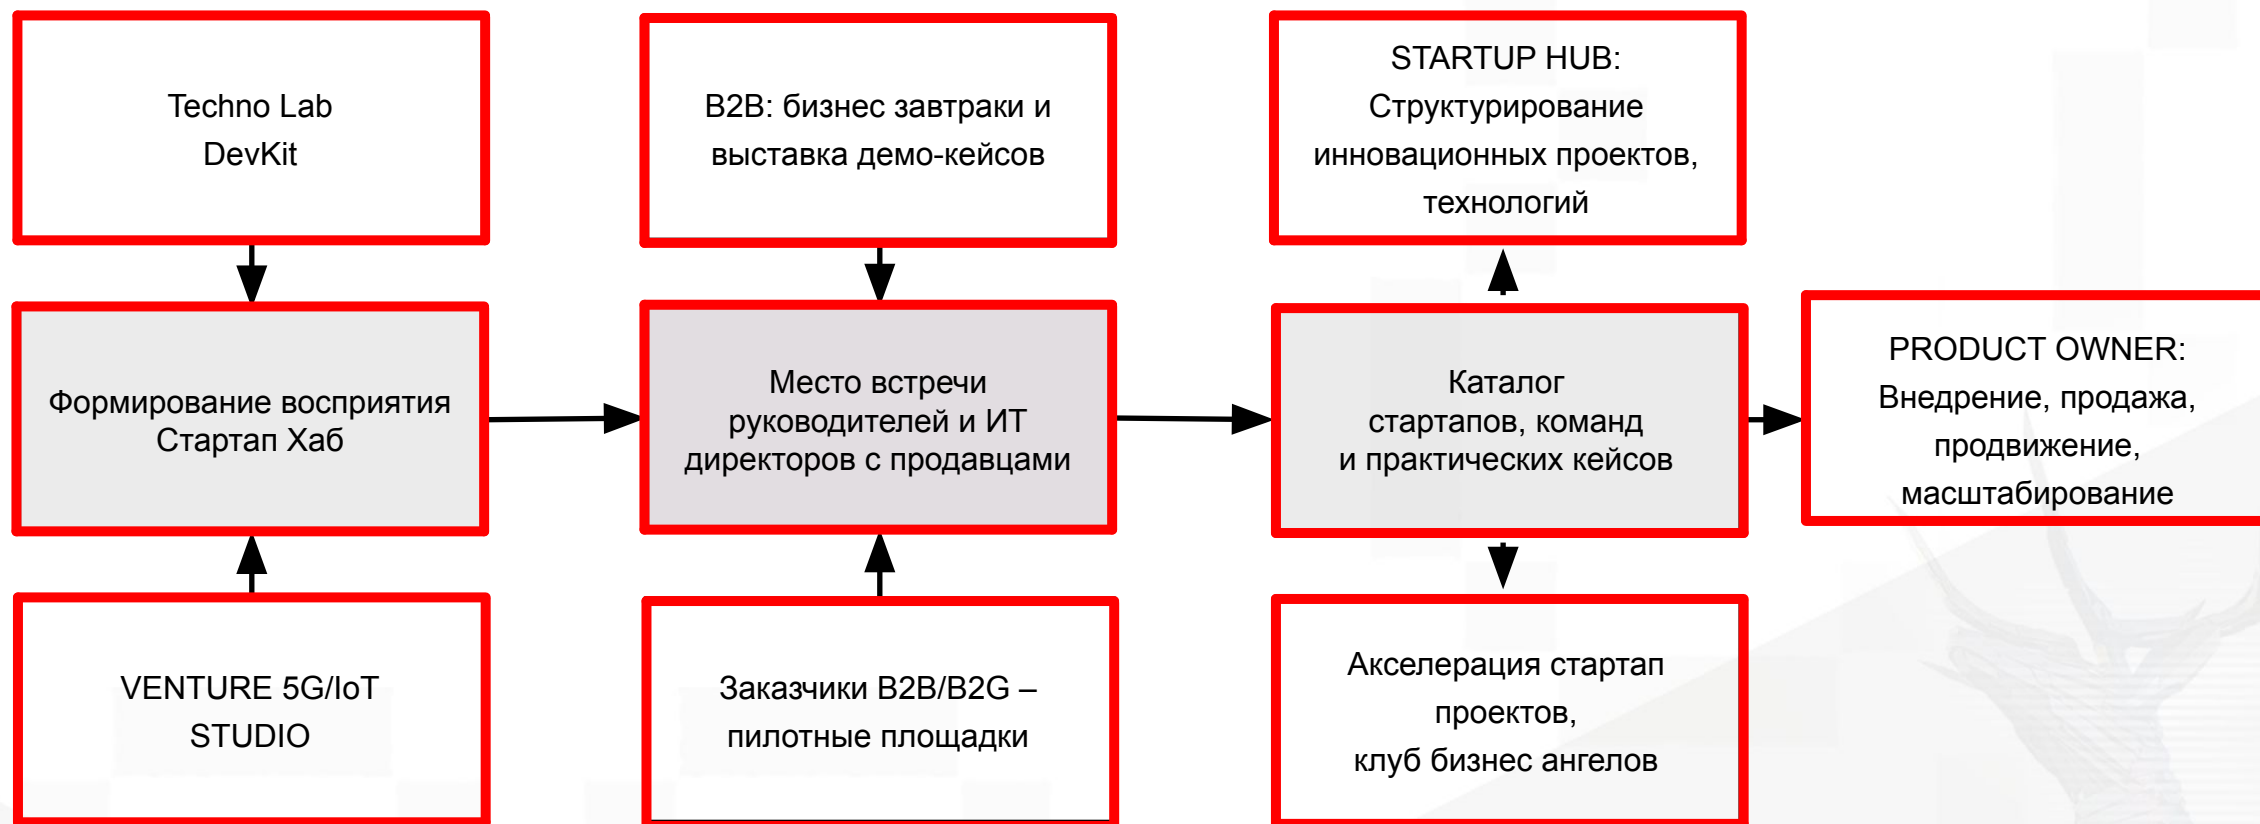 Techno Lab
DevKit
B2B: бизнес завтраки и
выставка демо-кейсов
STARTUP HUB:
Структурирование
инновационных проектов,
технологий
Формирование восприятия
Стартап Хаб
Место встречи
руководителей и ИТ
директоров с продавцами
Каталог
стартапов, команд
и практических кейсов
PRODUCT OWNER:
Внедрение, продажа,
продвижение,
масштабирование
VENTURE 5G/IoT
STUDIO
Заказчики B2B/B2G –
пилотные площадки
Акселерация стартап
проектов,
клуб бизнес ангелов